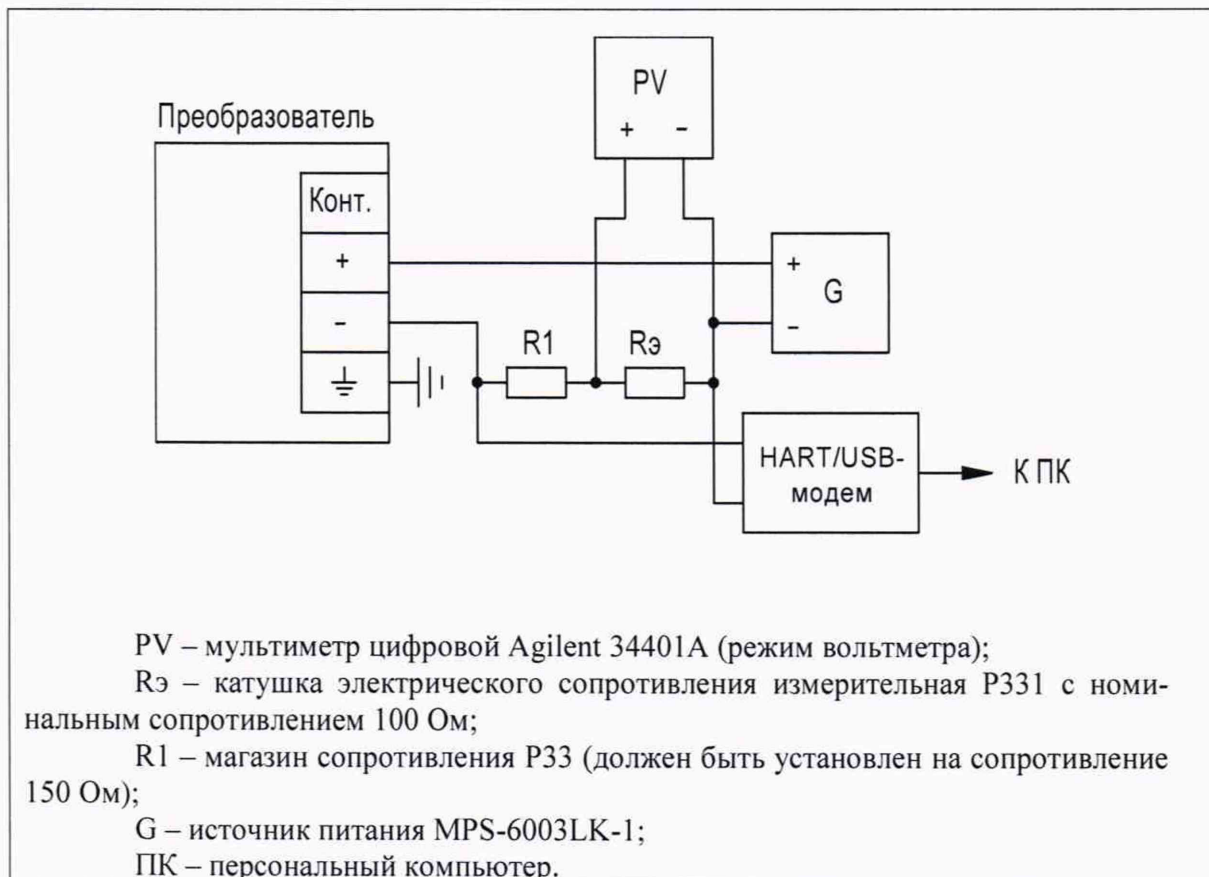 PV
+ -
Преобразователь
Конт.
+
+
G
-
-
R1
Rэ
HART/USB-
модем
К ПК
PV – мультиметр цифровой Agilent 34401А (режим вольтметра);
Rэ – катушка электрического сопротивления измерительная Р331 с номи-
нальным сопротивлением 100 Ом;
R1 – магазин сопротивления Р33 (должен быть установлен на сопротивление
150 Ом);
G – источник питания MPS-6003LK-1;
ПК – персональный компьютер.